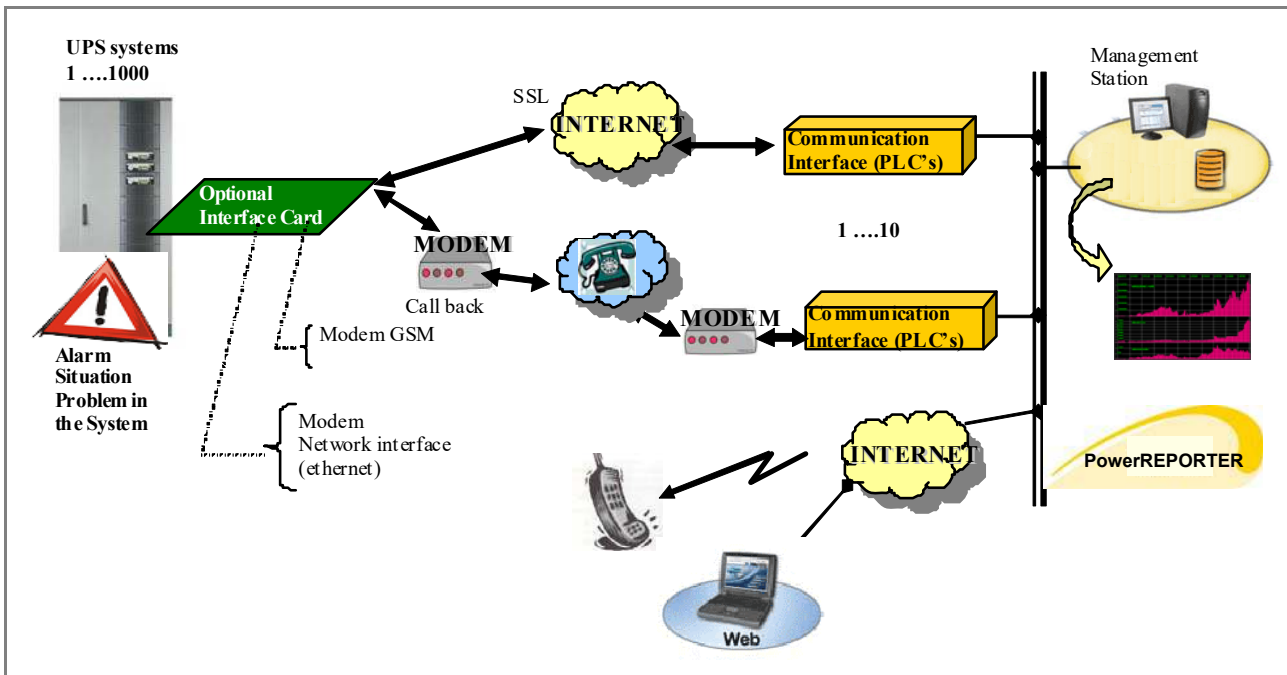 UPS systems
1 ….1000
Management
Station
SSL
INTERNET
Communication
Interface (PLC's)
Optional
Interface Card
MODEM
1 ….10
Call back
MODEM
Communication
Interface (PLC's)
Modem GSM
Alarm
Situation
Problem in
the System
Modem
Network interface
(ethernet)
INTERNET
PowerREPORTER
Web